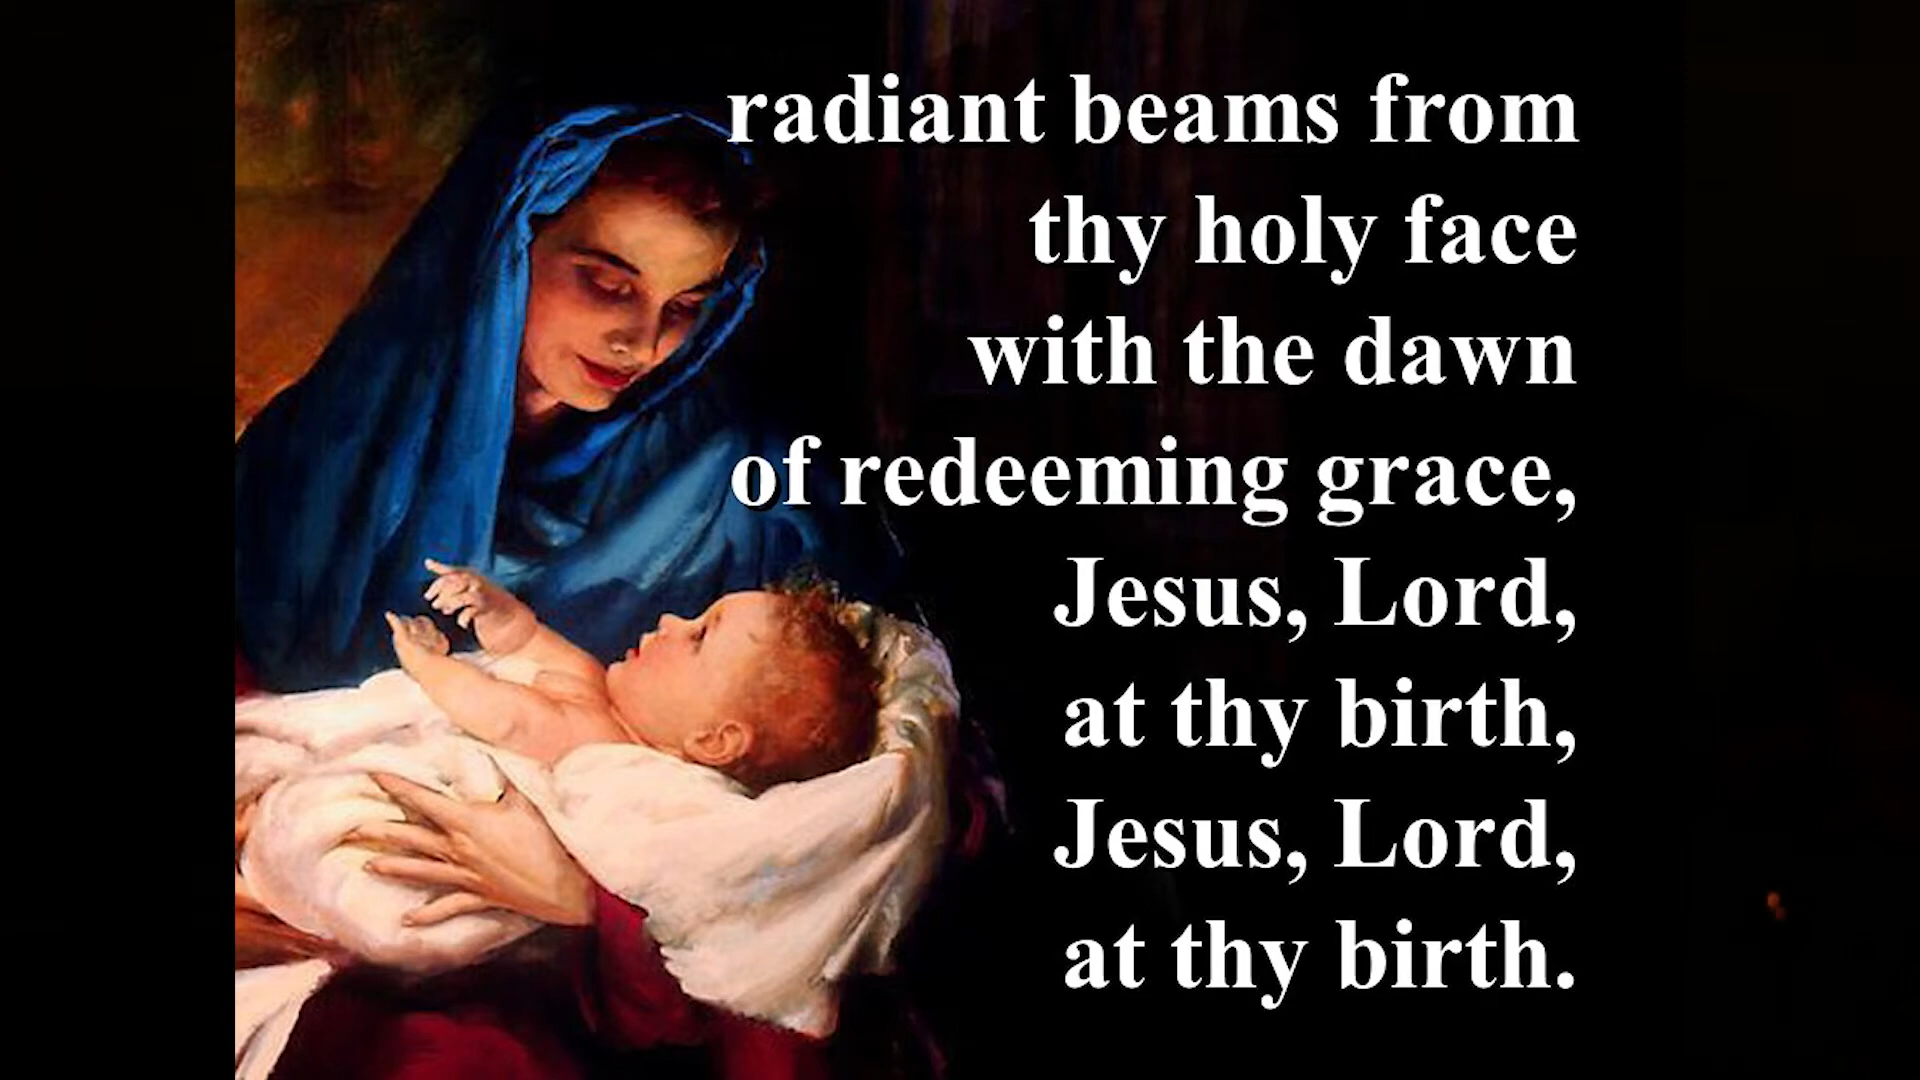 radiant beams from
thy holy face
with the dawn
of redeeming grace,
Jesus, Lord,
at thy birth,
Jesus, Lord,
at thy birth.